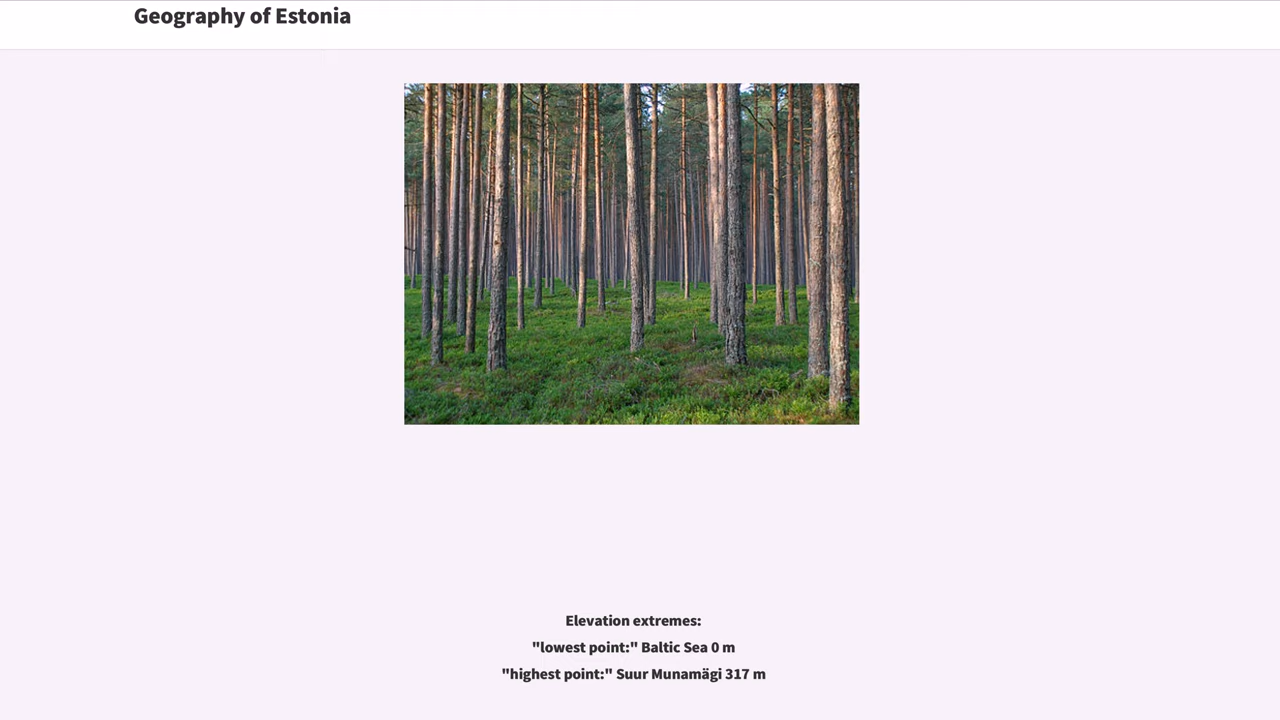 Geography of Estonia
Elevation extremes:
"lowest point:" Baltic Sea 0 m
"highest point:" Suur Munamägi 317 m